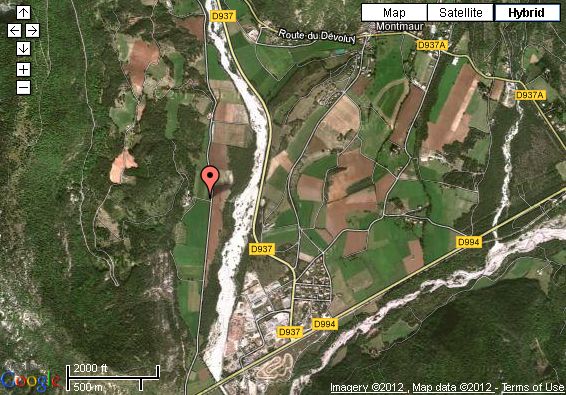 Map
Satellite
Hybrid
D937
Route du Dévoluy
Montmaur
D937A
D937A
D937
D994
D994
D937
2000 ft
500 m
Google
Imagery ©2012 , Map data ©2012 - Terms of Use